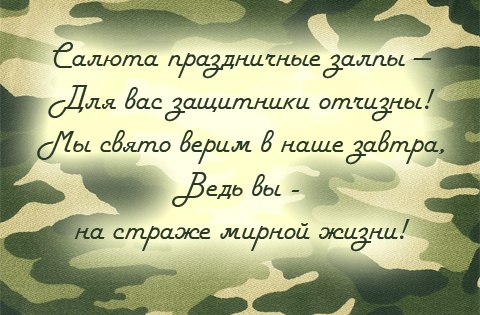 Салюта праздничные залпы —
Для вас защитники отчизны!
Мы свято верим в наше завтра,
Ведь вы -
на страже мирной жизни!